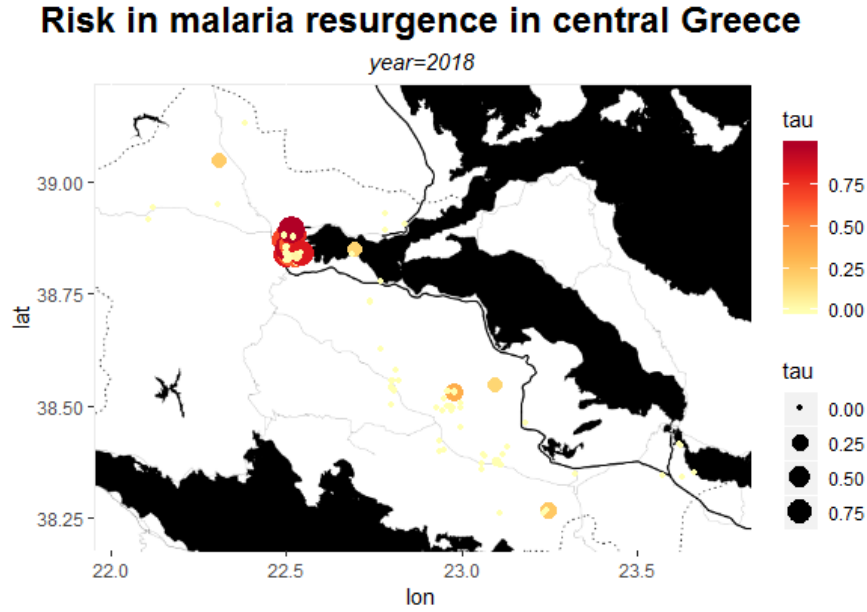 Risk in malaria resurgence in central Greece
year=2018
39.00
38.75
38.50
38.25
lat
22.0
22.5
23.0
23.5
lon
tau
0.75
0.50
0.25
0.00
tau
0.00
0.25
0.50
0.75